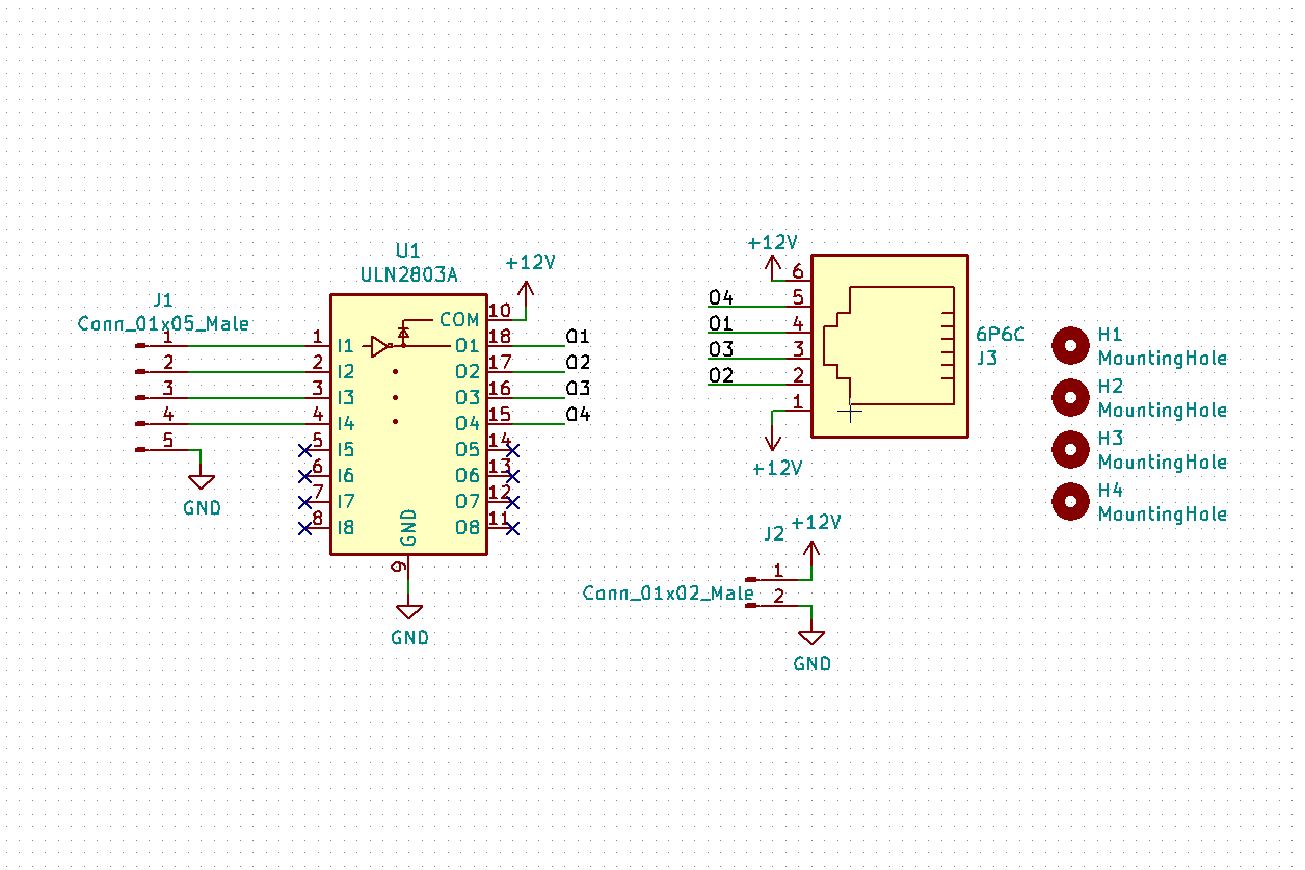 U1
ULN2803A
+12V
J1
Conn_01x05_Male
1
2
3
4
5
GND
1
2
3
4
5
6
7
8
I1
I2
I3
I4
I5
I6
I7
I8
COM
O1
O2
O3
O4
O5
O6
O7
O8
GND
10
18
17
16
15
14
13
12
11
O1
O2
O3
O4
9
GND
+12V
O4
O1
O3
O2
6
5
4
3
2
1
+12V
6P6C
J3
H1
MountingHole
H2
MountingHole
H3
MountingHole
H4
MountingHole
J2
+12V
Conn_01x02_Male
1
2
GND